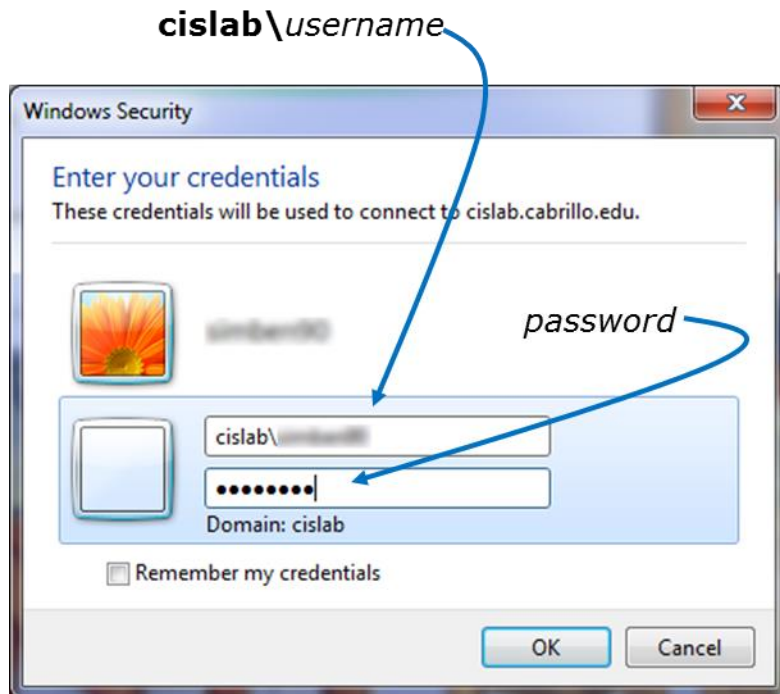 cislab\username
Windows Security
Enter your credentials
These credentials will be used to connect to cislab.cabrillo.edu.
password
cislab\
••••••••
Domain: cislab
Remember my credentials
OK
Cancel